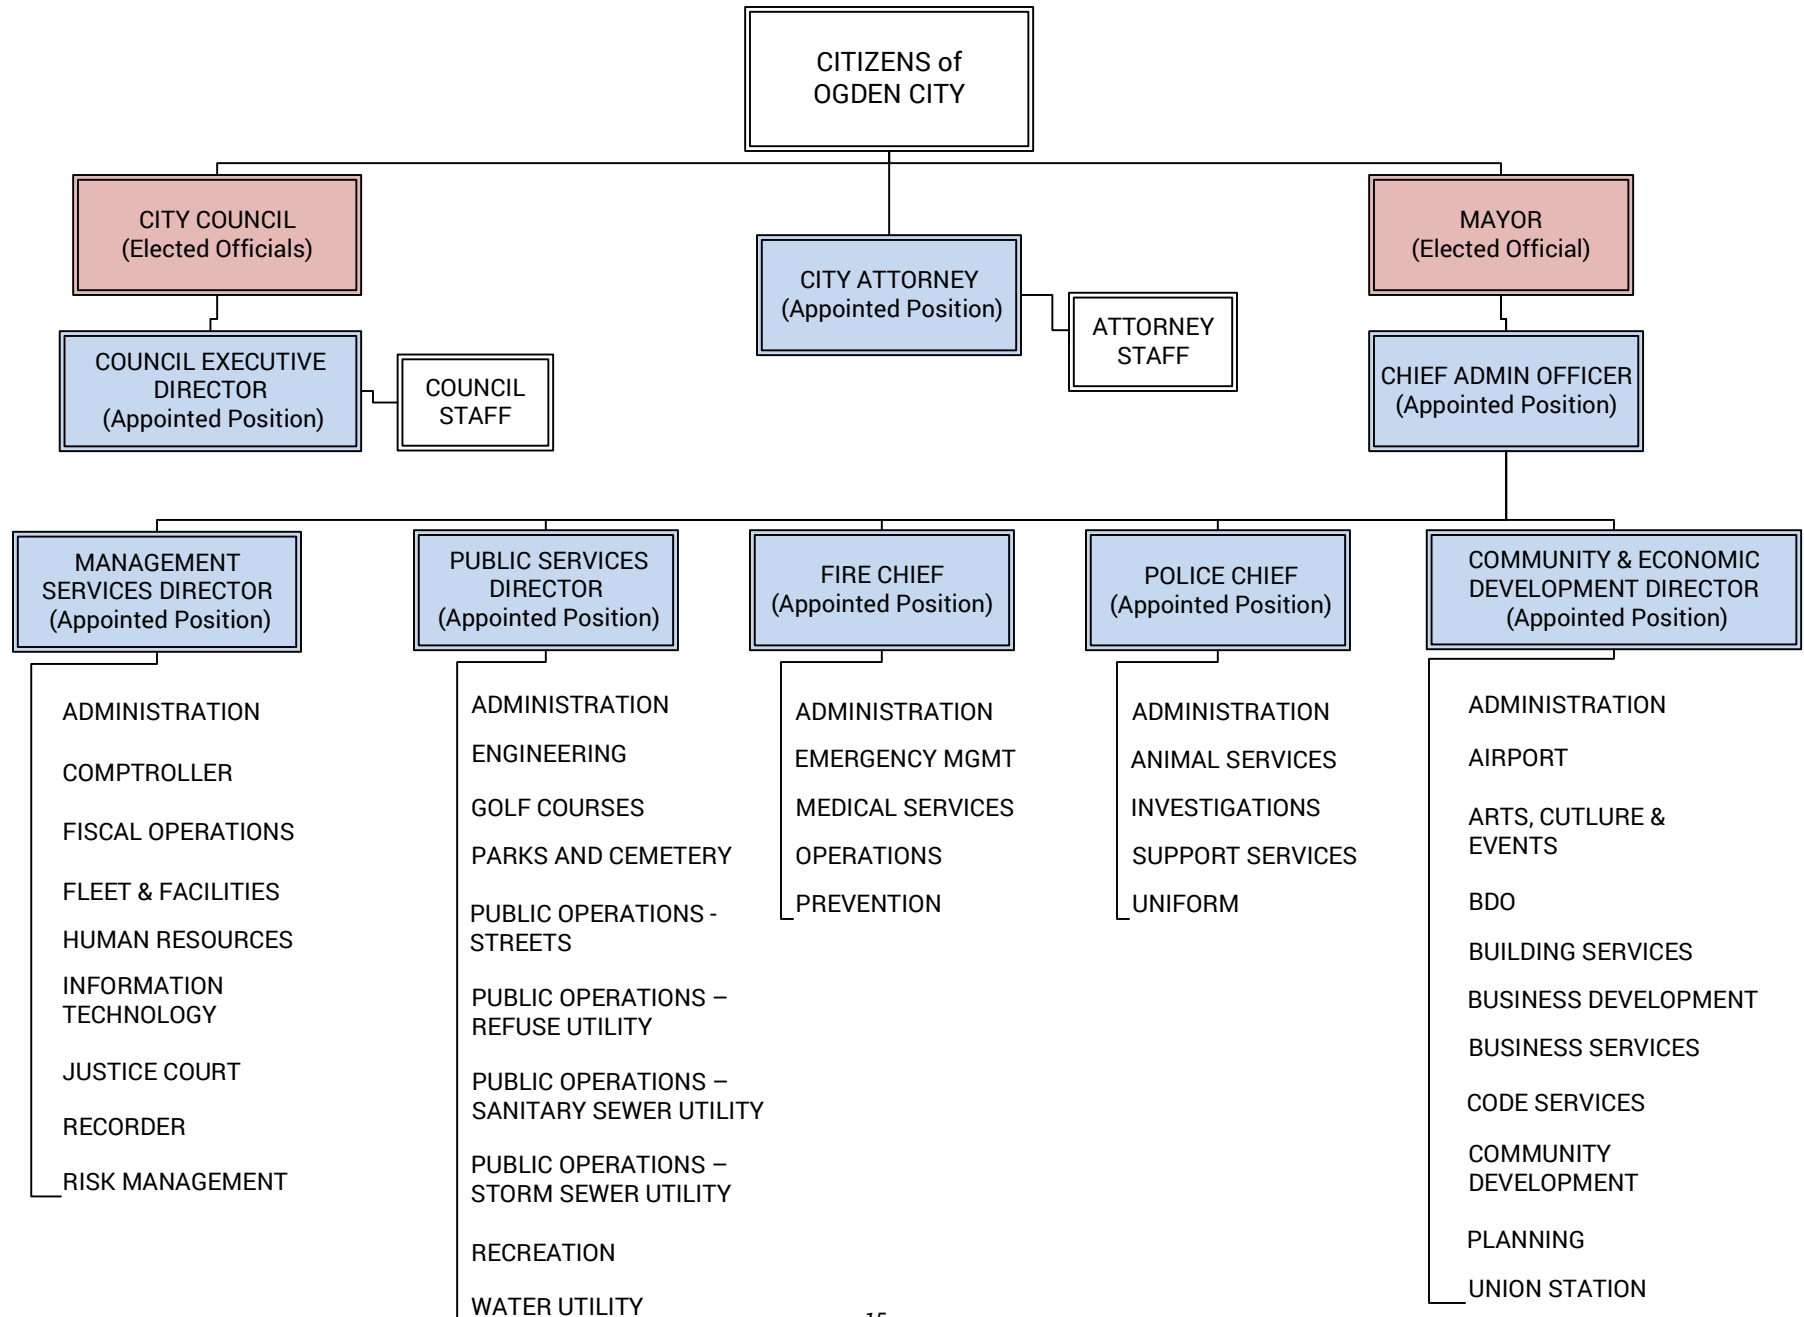 CITIZENS of
OGDEN CITY
CITY COUNCIL
(Elected Officials)
MAYOR
(Elected Official)
CITY ATTORNEY
(Appointed Position)
ATTORNEY
STAFF
COUNCIL EXECUTIVE
DIRECTOR
(Appointed Position)
COUNCIL
STAFF
CHIEF ADMIN OFFICER
(Appointed Position)
MANAGEMENT
SERVICES DIRECTOR
(Appointed Position)
ADMINISTRATION
COMPTROLLER
FISCAL OPERATIONS
FLEET & FACILITIES
HUMAN RESOURCES
INFORMATION
TECHNOLOGY
JUSTICE COURT
RECORDER
RISK MANAGEMENT
PUBLIC SERVICES
DIRECTOR
(Appointed Position)
ADMINISTRATION
ENGINEERING
GOLF COURSES
PARKS AND CEMETERY
PUBLIC OPERATIONS -
STREETS
PUBLIC OPERATIONS –
REFUSE UTILITY
PUBLIC OPERATIONS –
SANITARY SEWER UTILITY
PUBLIC OPERATIONS –
STORM SEWER UTILITY
RECREATION
WATER UTILITY
FIRE CHIEF
(Appointed Position)
ADMINISTRATION
EMERGENCY MGMT
MEDICAL SERVICES
OPERATIONS
PREVENTION
POLICE CHIEF
(Appointed Position)
ADMINISTRATION
ANIMAL SERVICES
INVESTIGATIONS
SUPPORT SERVICES
UNIFORM
COMMUNITY & ECONOMIC
DEVELOPMENT DIRECTOR
(Appointed Position)
ADMINISTRATION
AIRPORT
ARTS, CUTLURE &
EVENTS
BDO
BUILDING SERVICES
BUSINESS DEVELOPMENT
BUSINESS SERVICES
CODE SERVICES
COMMUNITY
DEVELOPMENT
PLANNING
UNION STATION